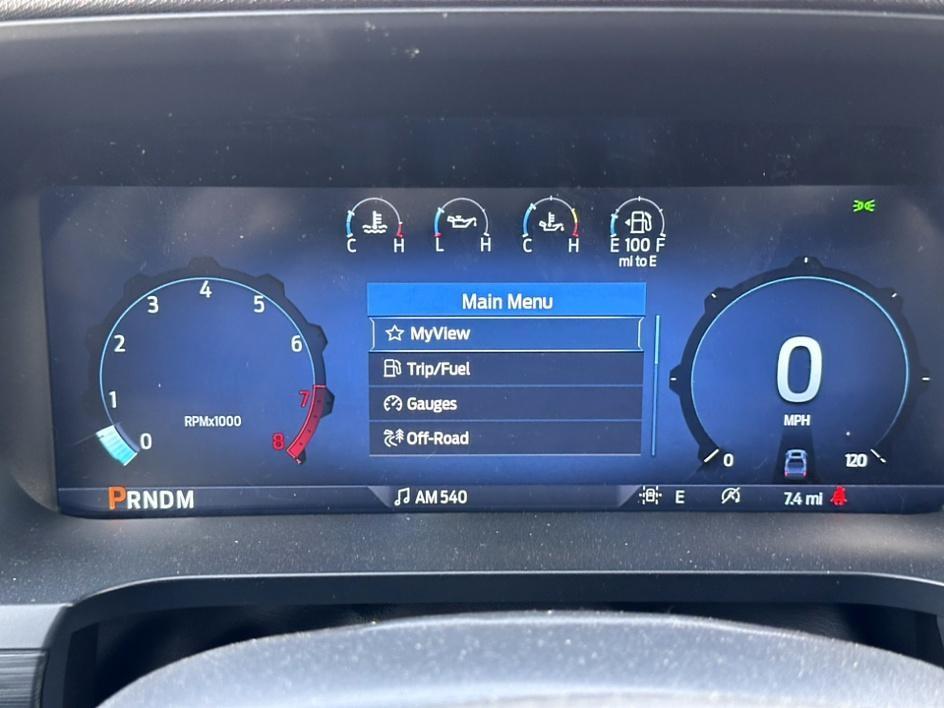 C H L H C H E 100 F
mi to E
Main Menu
MyView
Trip/Fuel
Gauges
Off-Road
0 1 2 3 4 5 6 7 8
RPMx1000
0
MPH
0 120
PRNDM
AM 540
E
7.4 mi